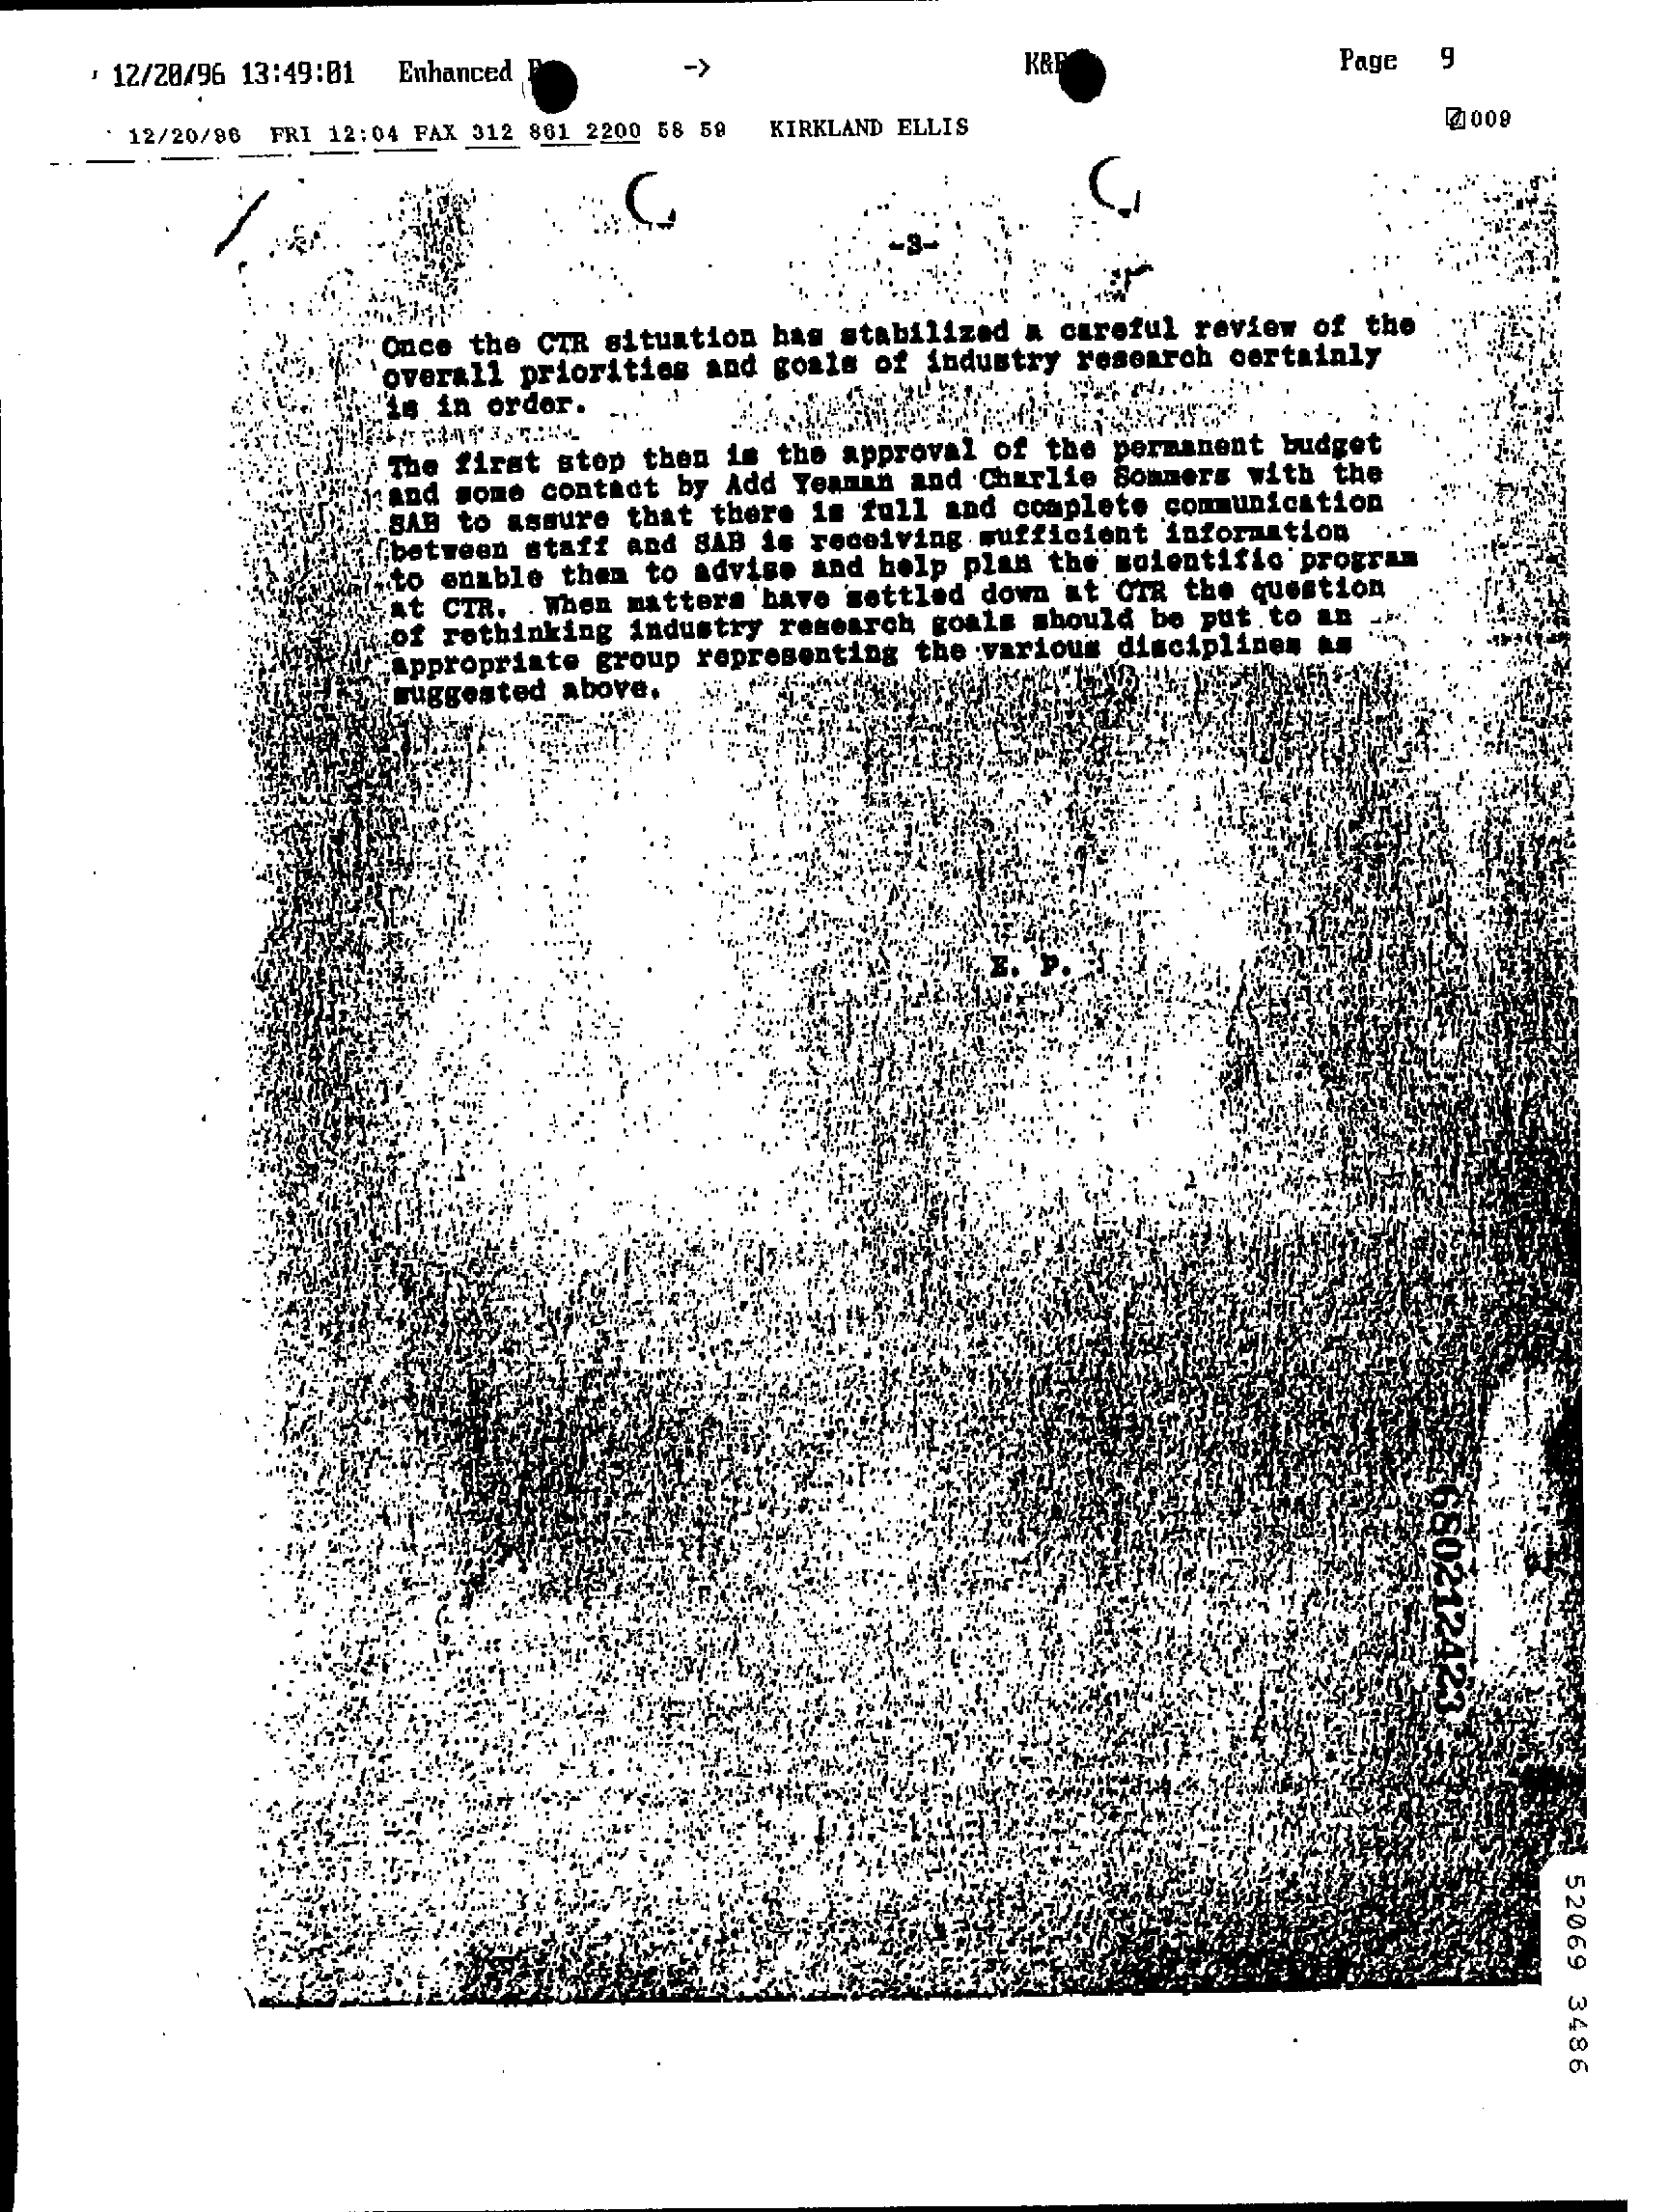 12/20/96 13:49:01 Enhanced -> K&E Page 9
12/20/96 FRI 12:04 FAX 312 861 2200 58 59 KIRKLAND ELLIS 009
-3-
Once the CTR situation has stabilized a careful review of the
overall priorities and goals of industry research certainly
is in order.
The first step then is the approval of the permanent budget
and some contact by Add Yeaman and Charlie Sommers with the
SAB to assure that there is full and complete communication
between staff and SAB is receiving sufficient information
to enable them to advise and help plan the scientific program
at CTR. When matters have settled down at CTR the question
of rethinking industry research goals should be put to an
appropriate group representing the various disciplines as
suggested above.
E. P.
680212423
52069 3486